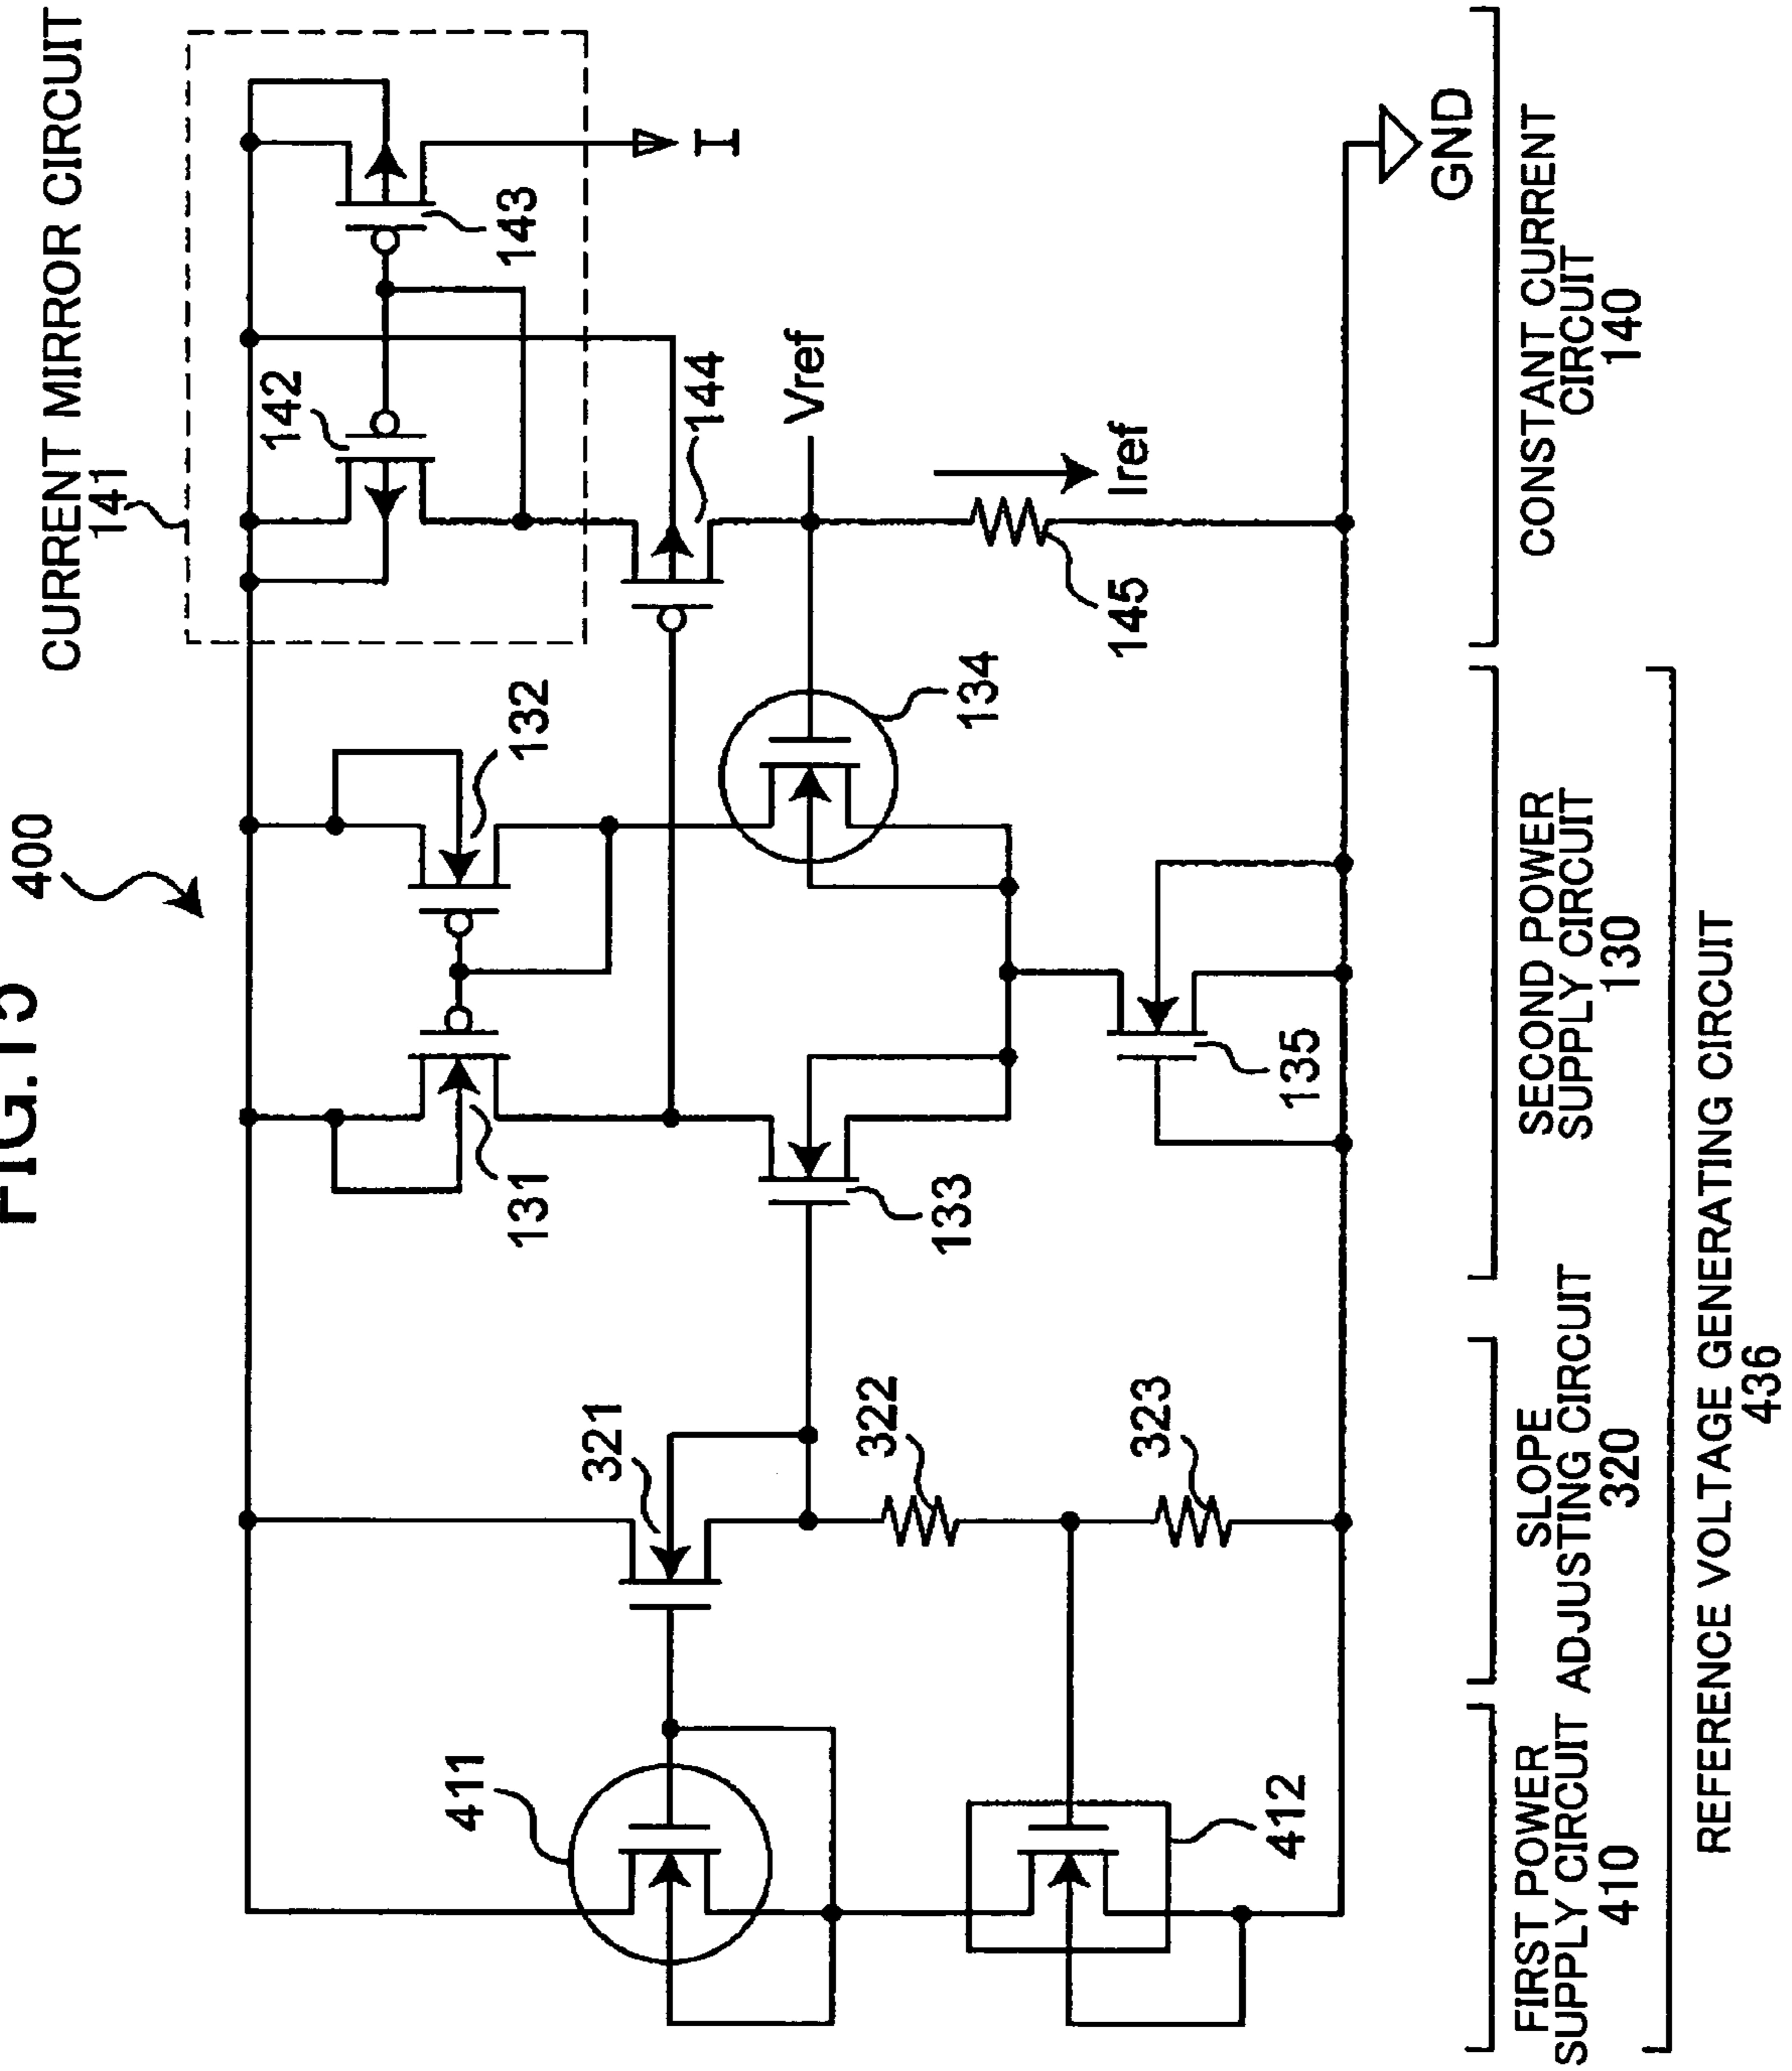 FIG.15
400
CURRENT MIRROR CIRCUIT
141
142
143
I
132
131
144
Vref
134
133
321
411
322
Iref
145
323
412
135
GND
FIRST POWER
SUPPLY CIRCUIT
410
SLOPE
ADJUSTING CIRCUIT
320
SECOND POWER
SUPPLY CIRCUIT
130
CONSTANT CURRENT
CIRCUIT
140
REFERENCE VOLTAGE GENERATING CIRCUIT
436